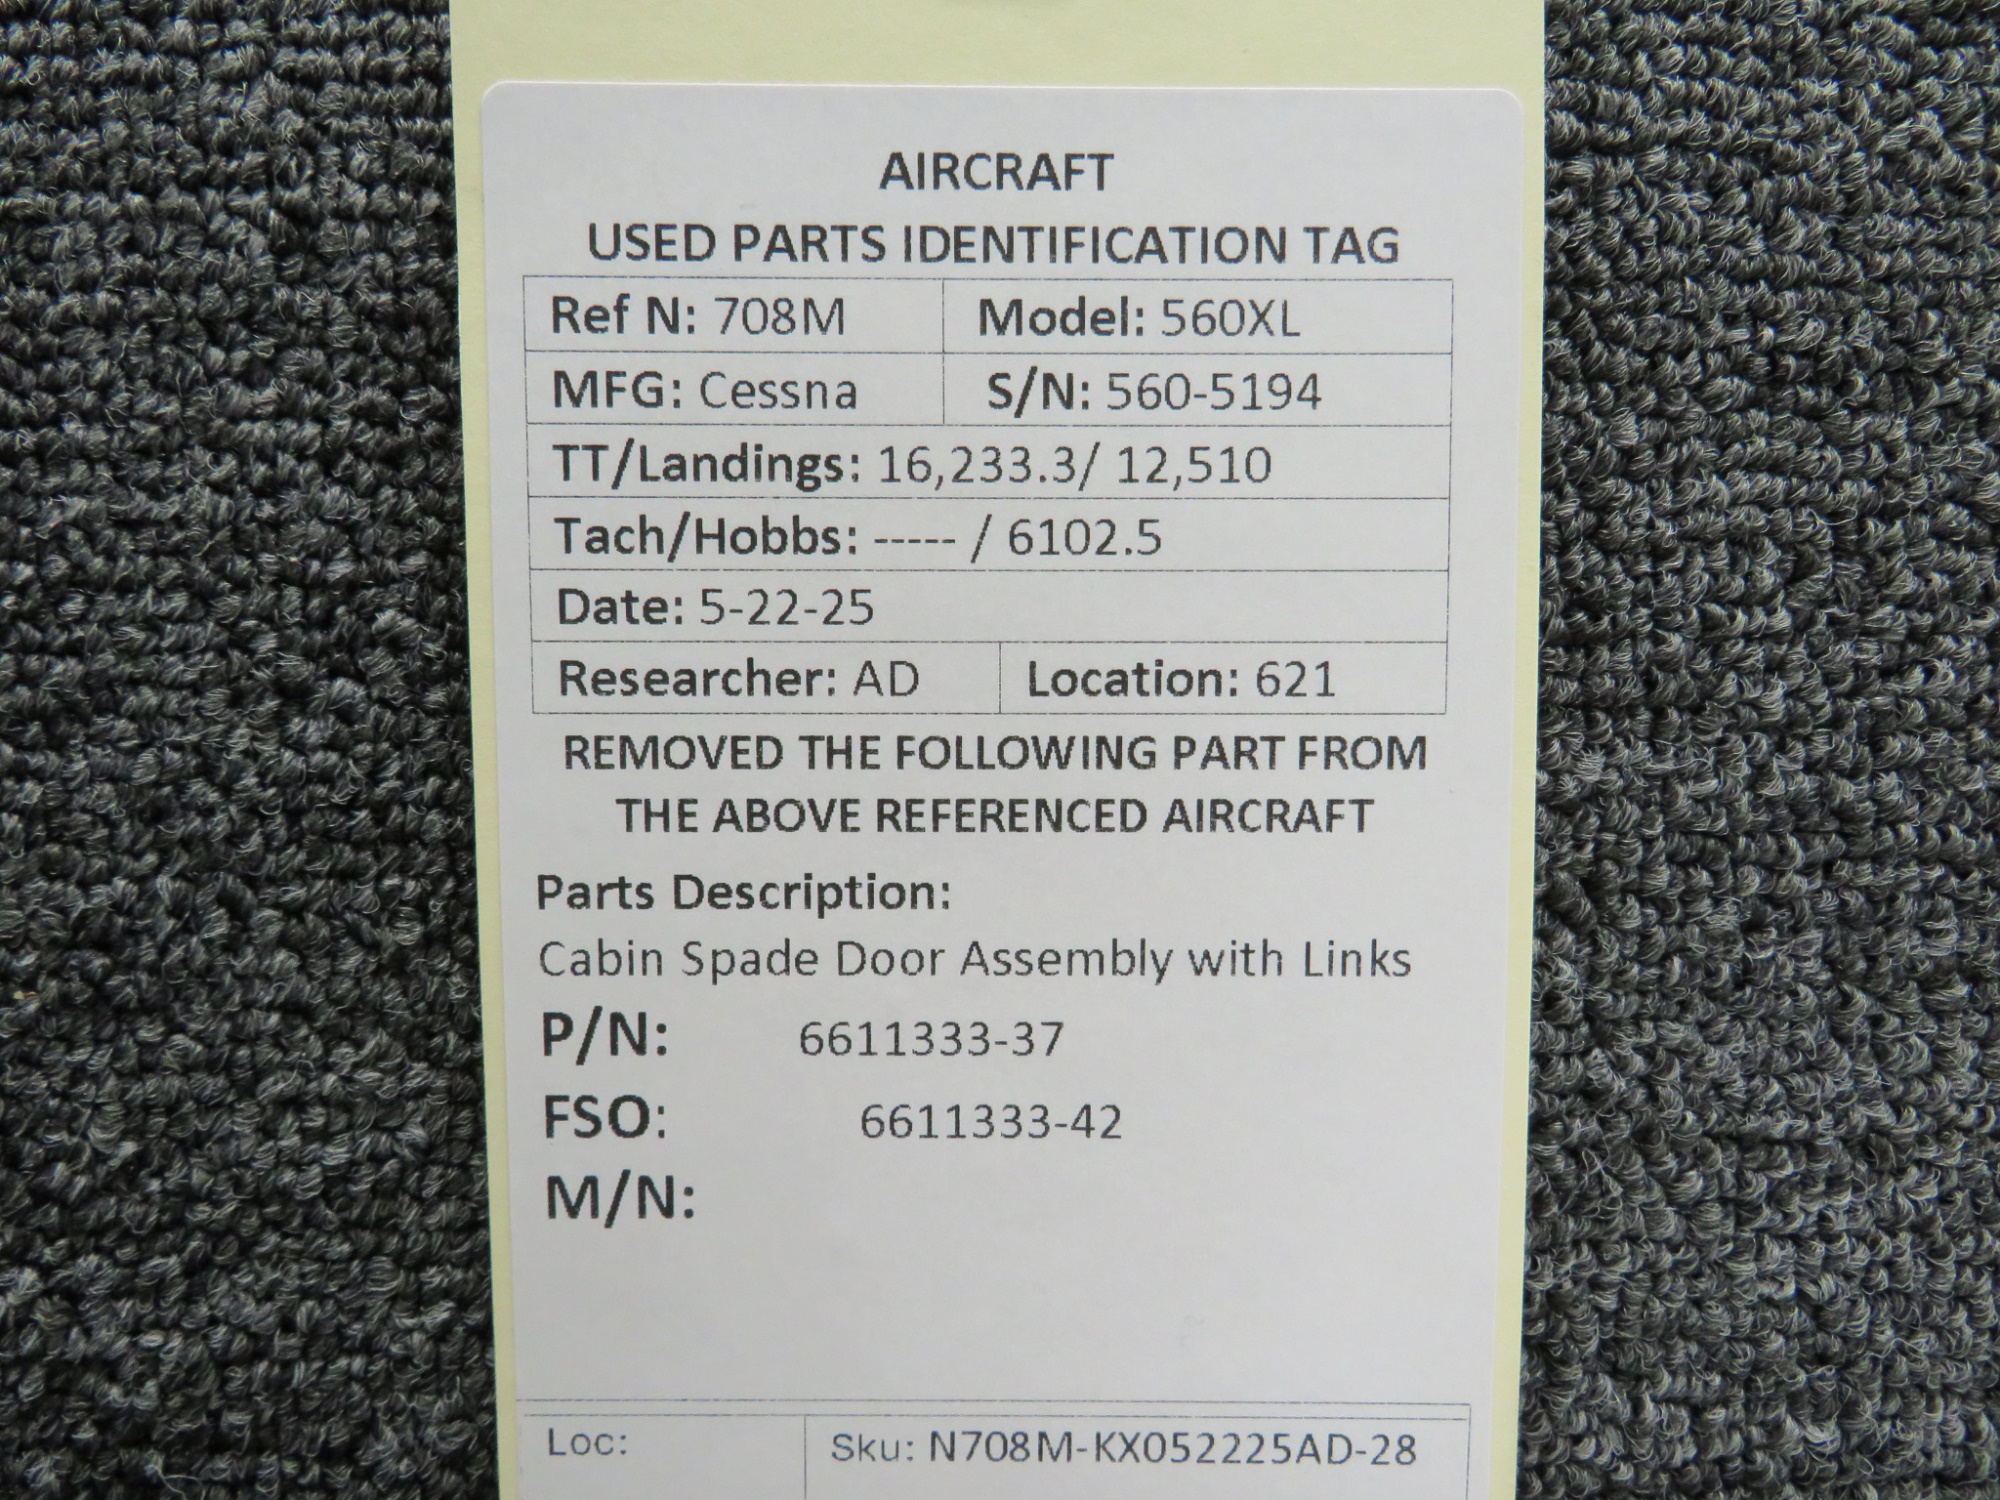 AIRCRAFT
USED PARTS IDENTIFICATION TAG
Ref N: 708M Model: 560XL
MFG: Cessna S/N: 560-5194
TT/Landings: 16,233.3/ 12,510
Tach/Hobbs: ----- / 6102.5
Date: 5-22-25
Researcher: AD Location: 621
REMOVED THE FOLLOWING PART FROM
THE ABOVE REFERENCED AIRCRAFT
Parts Description:
Cabin Spade Door Assembly with Links
P/N: 6611333-37
FSO: 6611333-42
M/N:
Loc: Sku: N708M-KX052225AD-28